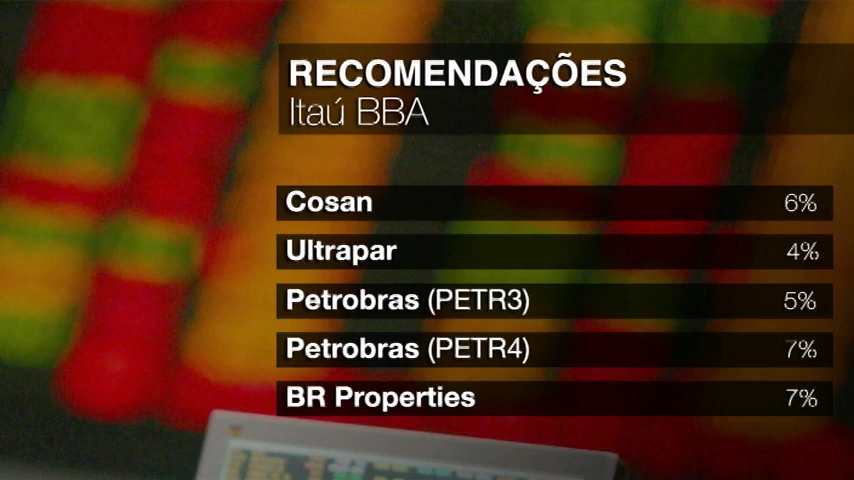 RECOMENDAÇÕES
Itaú BBA
Cosan 6%
Ultrapar 4%
Petrobras (PETR3) 5%
Petrobras (PETR4) 7%
BR Properties 7%